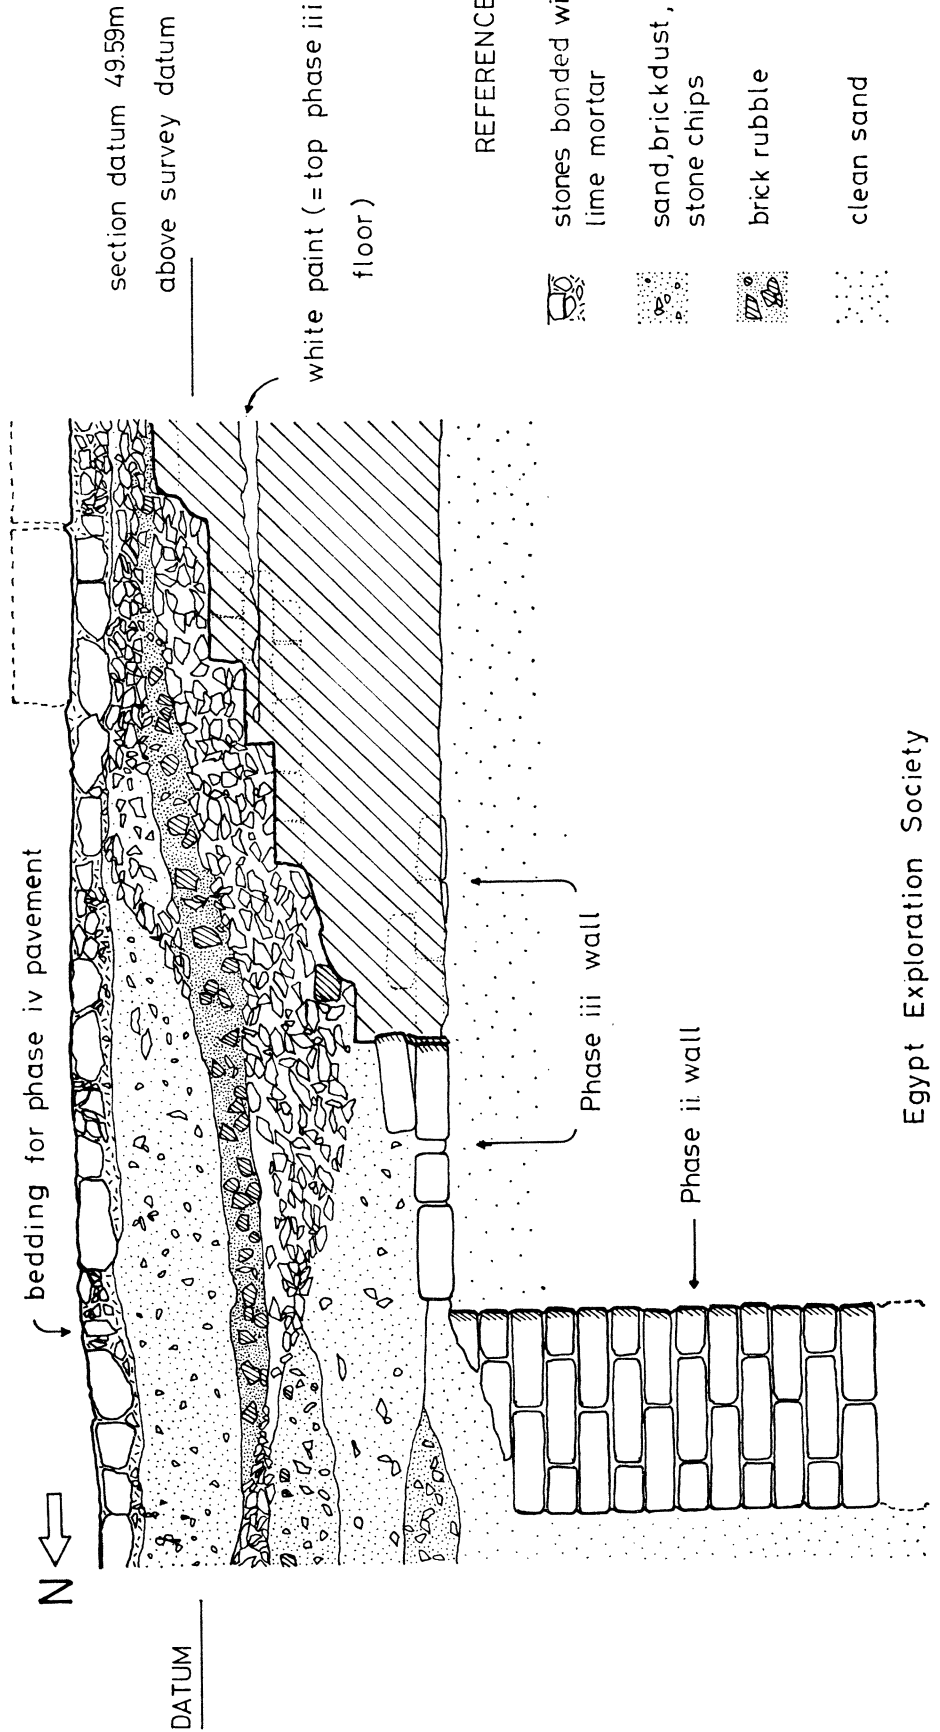 section datum 49.59m
above survey datum
white paint (= top phase iii
floor)
bedding for phase iv pavement
N
DATUM
Phase iii wall
Phase ii wall
REFERENCE
stones bonded
lime mortar
sand, brickdust,
stone chips
brick rubble
clean sand
Egypt Exploration Society